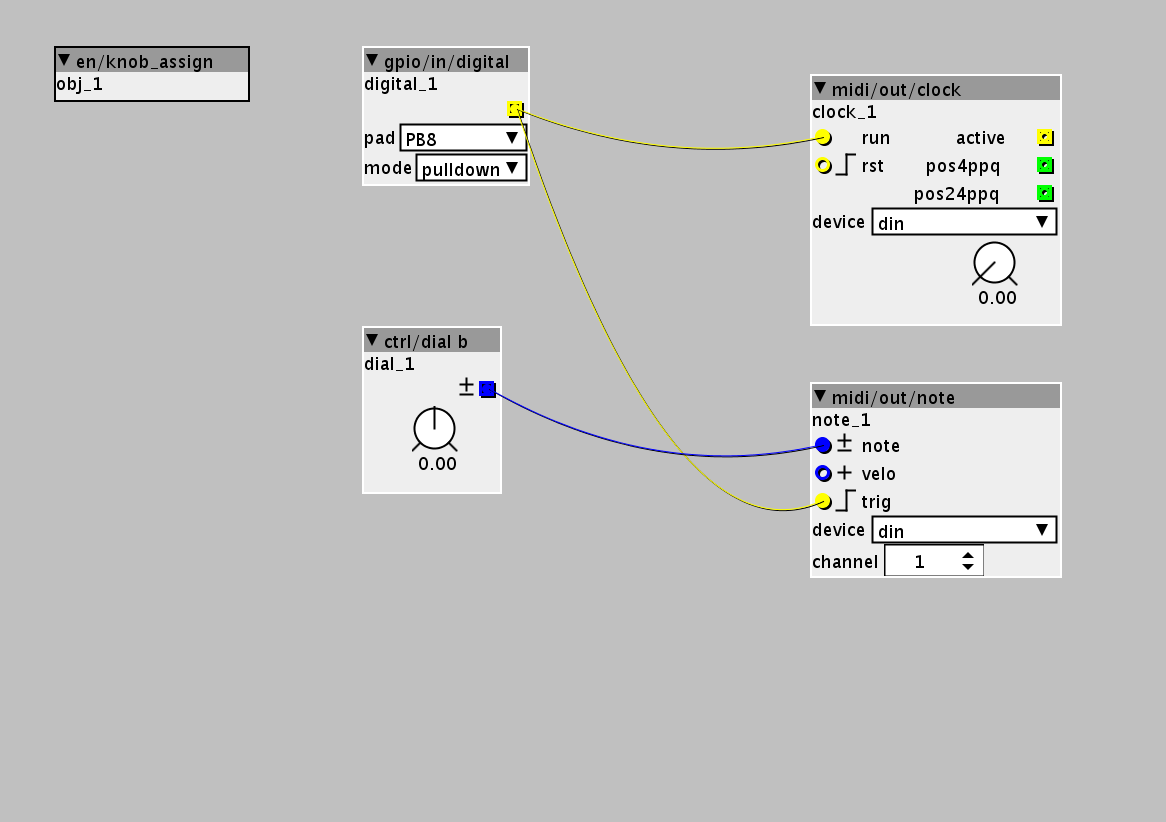 en/knob_assign
obj_1
gpio/in/digital
digital_1
pad PB8
mode pulldown
midi/out/clock
clock_1
run active
rst pos4ppq
pos24ppq
device din
0.00
ctrl/dial b
dial_1
±
0.00
midi/out/note
note_1
± note
+ velo
trig
device din
channel 1